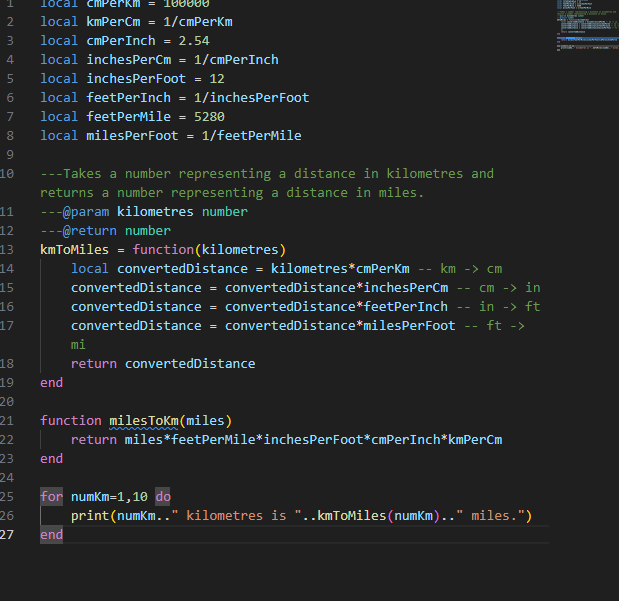 1 local cmPerKm = 100000
2 local kmPerCm = 1/cmPerKm
3 local cmPerInch = 2.54
4 local inchesPerCm = 1/cmPerInch
5 local inchesPerFoot = 12
6 local feetPerInch = 1/inchesPerFoot
7 local feetPerMile = 5280
8 local milesPerFoot = 1/feetPerMile
9
10 ---Takes a number representing a distance in kilometres and
returns a number representing a distance in miles.
11 ---@param kilometres number
12 ---@return number
13 kmToMiles = function(kilometres)
14     local convertedDistance = kilometres*cmPerKm -- km -> cm
15     convertedDistance = convertedDistance*inchesPerCm -- cm -> in
16     convertedDistance = convertedDistance*feetPerInch -- in -> ft
17     convertedDistance = convertedDistance*milesPerFoot -- ft ->
    mi
18     return convertedDistance
19 end
20
21 function milesToKm(miles)
22     return miles*feetPerMile*inchesPerFoot*cmPerInch*kmPerCm
23 end
24
25 for numKm=1,10 do
26     print(numKm.." kilometres is "..kmToMiles(numKm).." miles.")
27 end